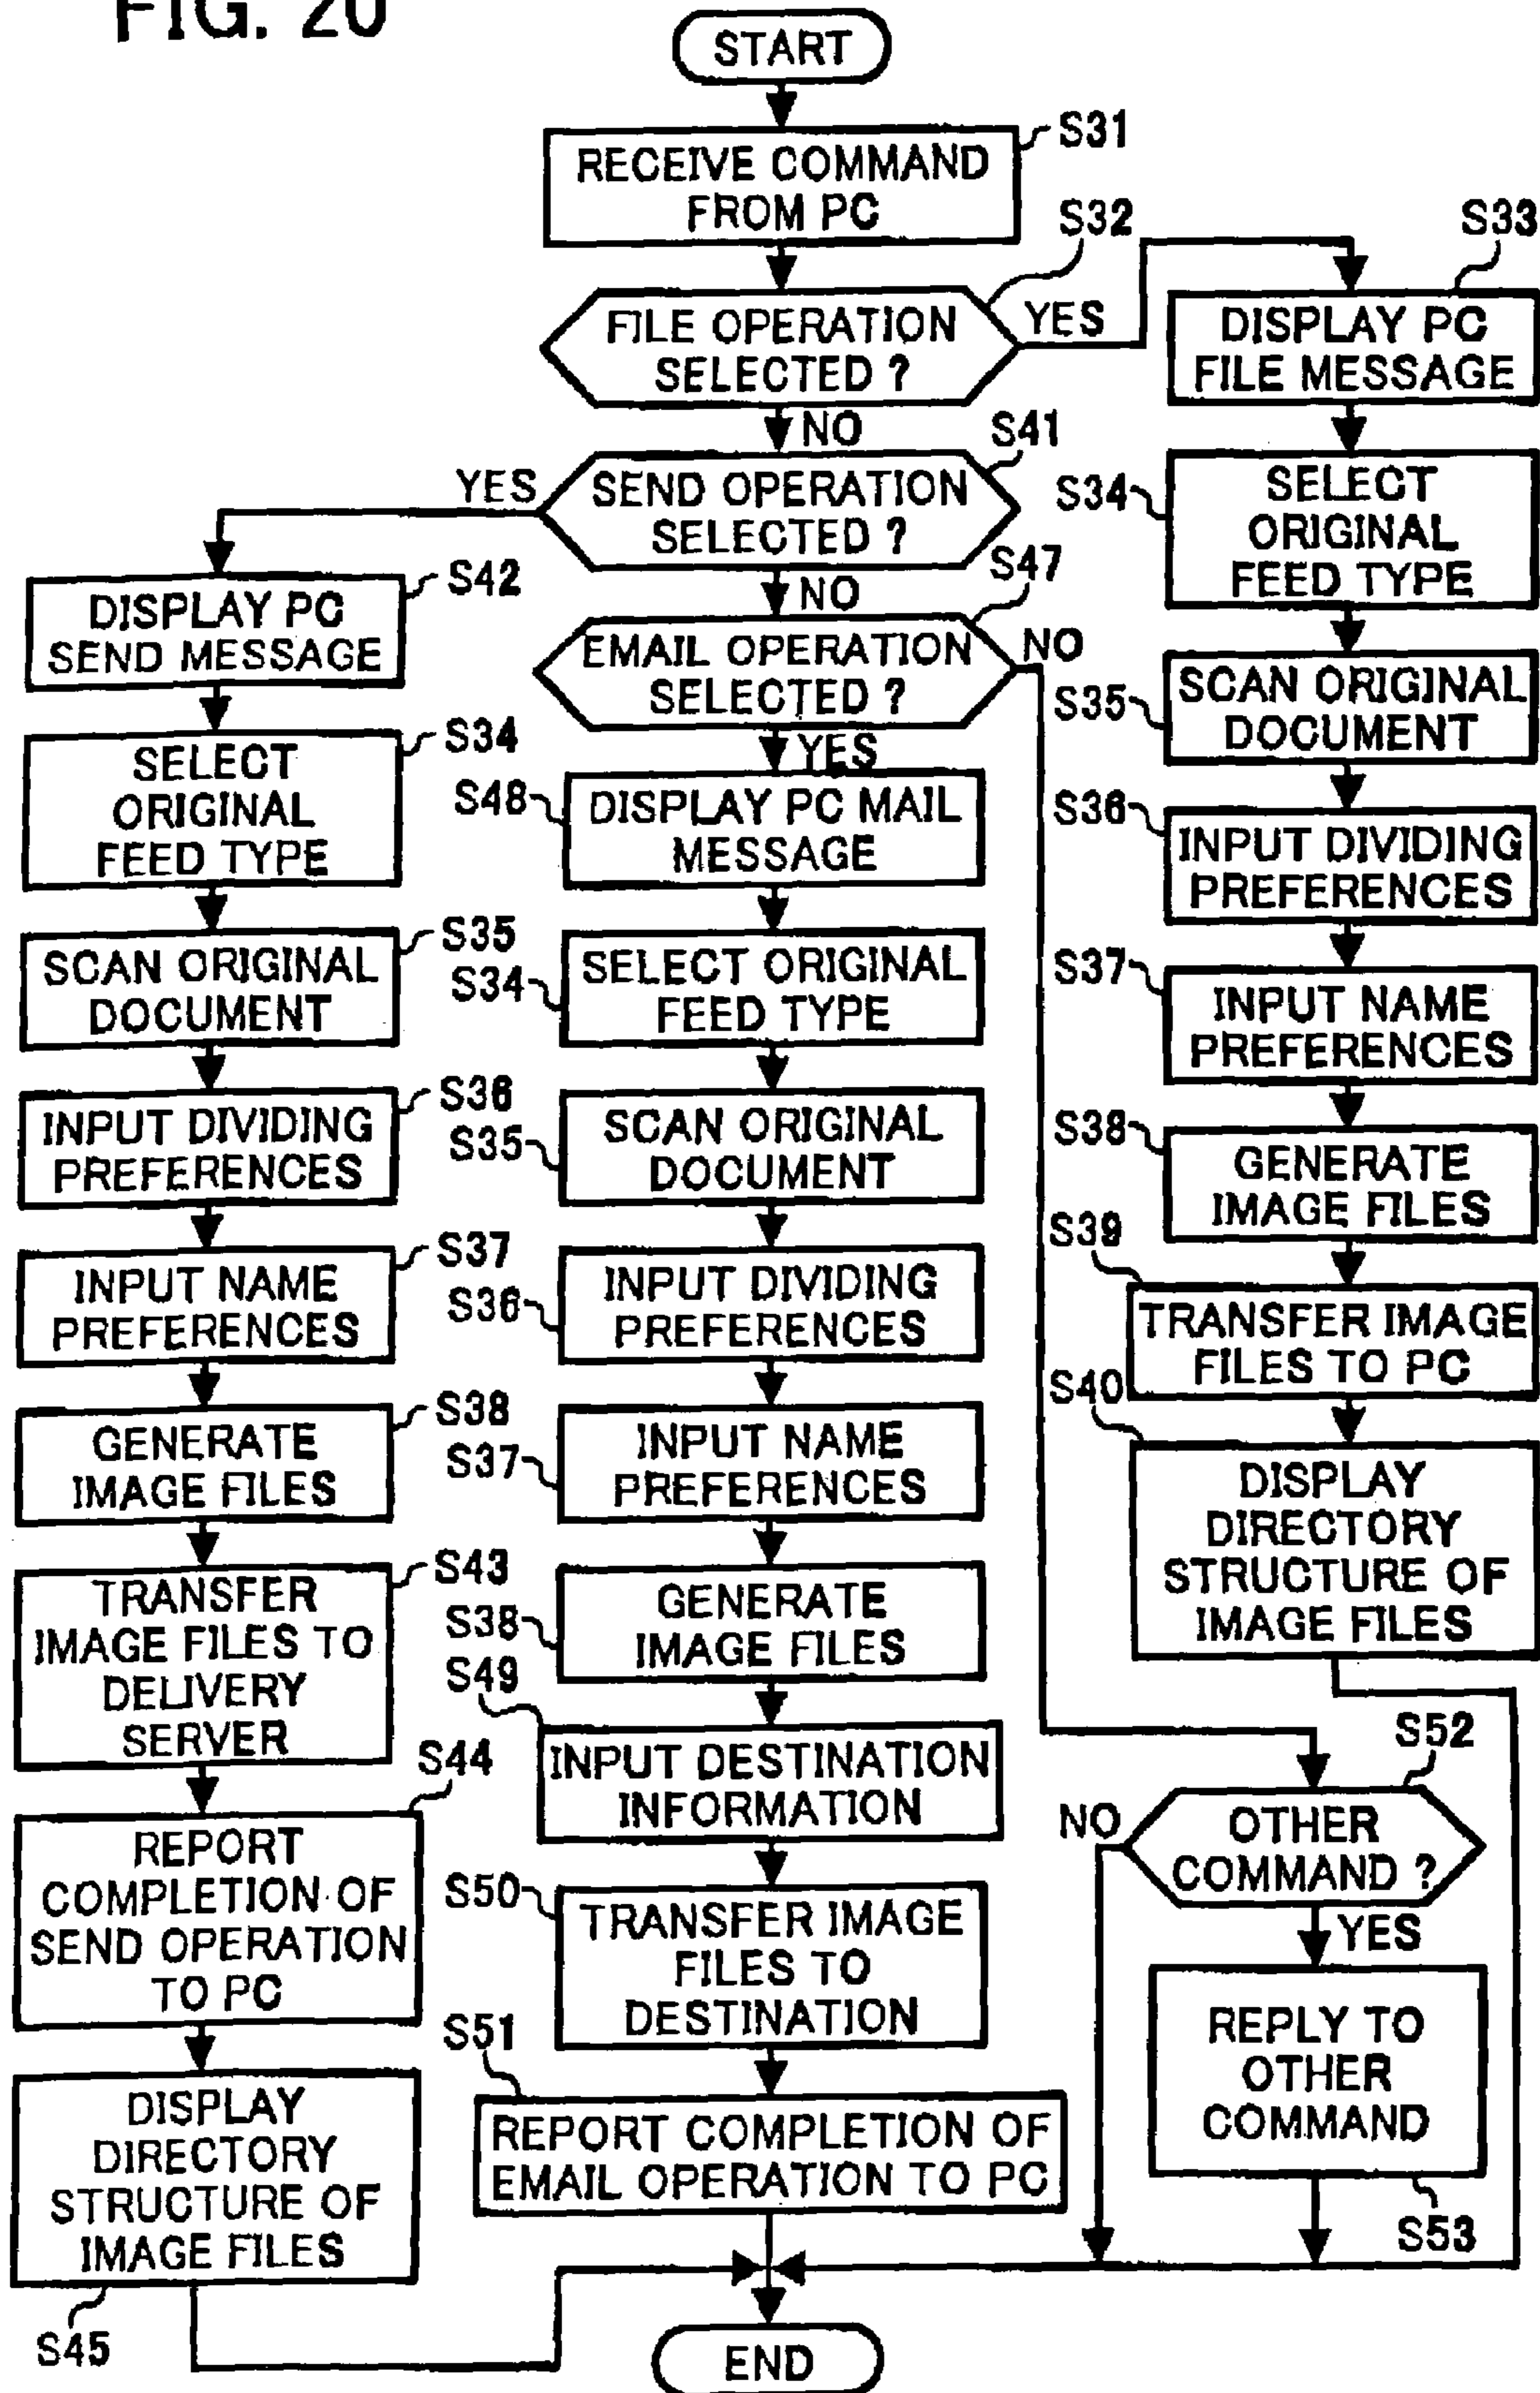 FIG. 20
START
S31
RECEIVE COMMAND
FROM PC
S32
FILE OPERATION
SELECTED ?
YES
NO
S33
DISPLAY PC
FILE MESSAGE
S34
SELECT
ORIGINAL
FEED TYPE
S35
SCAN ORIGINAL
DOCUMENT
S36
INPUT DIVIDING
PREFERENCES
S37
INPUT NAME
PREFERENCES
S38
GENERATE
IMAGE FILES
S39
TRANSFER IMAGE
FILES TO PC
S40
DISPLAY
DIRECTORY
STRUCTURE OF
IMAGE FILES
S41
SEND OPERATION
SELECTED ?
YES
NO
S42
DISPLAY PC
SEND MESSAGE
S34
SELECT
ORIGINAL
FEED TYPE
S35
SCAN ORIGINAL
DOCUMENT
S36
INPUT DIVIDING
PREFERENCES
S37
INPUT NAME
PREFERENCES
S38
GENERATE
IMAGE FILES
S43
TRANSFER
IMAGE FILES TO
DELIVERY
SERVER
S44
REPORT
COMPLETION OF
SEND OPERATION
TO PC
DISPLAY
DIRECTORY
STRUCTURE OF
IMAGE FILES
S45
S47
EMAIL OPERATION
SELECTED ?
NO
YES
S48
DISPLAY PC MAIL
MESSAGE
S34
SELECT ORIGINAL
FEED TYPE
S35
SCAN ORIGINAL
DOCUMENT
S36
INPUT DIVIDING
PREFERENCES
S37
INPUT NAME
PREFERENCES
S38
GENERATE
IMAGE FILES
S49
INPUT DESTINATION
INFORMATION
S50
TRANSFER IMAGE
FILES TO
DESTINATION
S51
REPORT COMPLETION OF
EMAIL OPERATION TO PC
S52
OTHER
COMMAND ?
NO
YES
REPLY TO
OTHER
COMMAND
S53
END